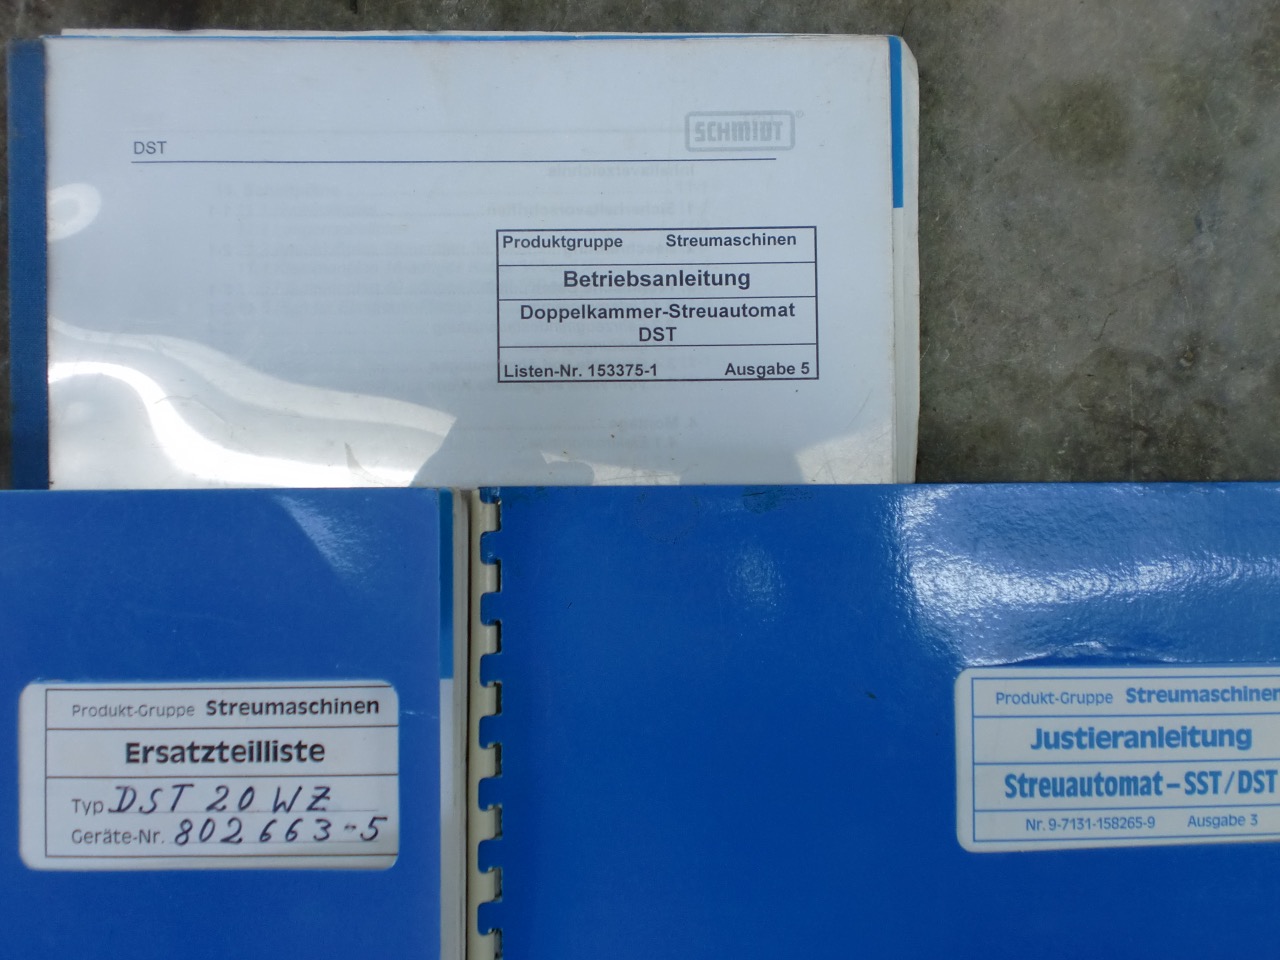 DST
SCHMIDT
Produktgruppe Streumaschinen
Betriebsanleitung
Doppelkammer-Streuautomat
DST
Listen-Nr. 153375-1 Ausgabe 5
Produkt-Gruppe Streumaschinen
Ersatzteilliste
Typ DST 20 WZ
Geräte-Nr. 802663-5
Produkt-Gruppe Streumaschinen
Justieranleitung
Streuautomat-SST/DST
Nr. 9-7131-158265-9 Ausgabe 3